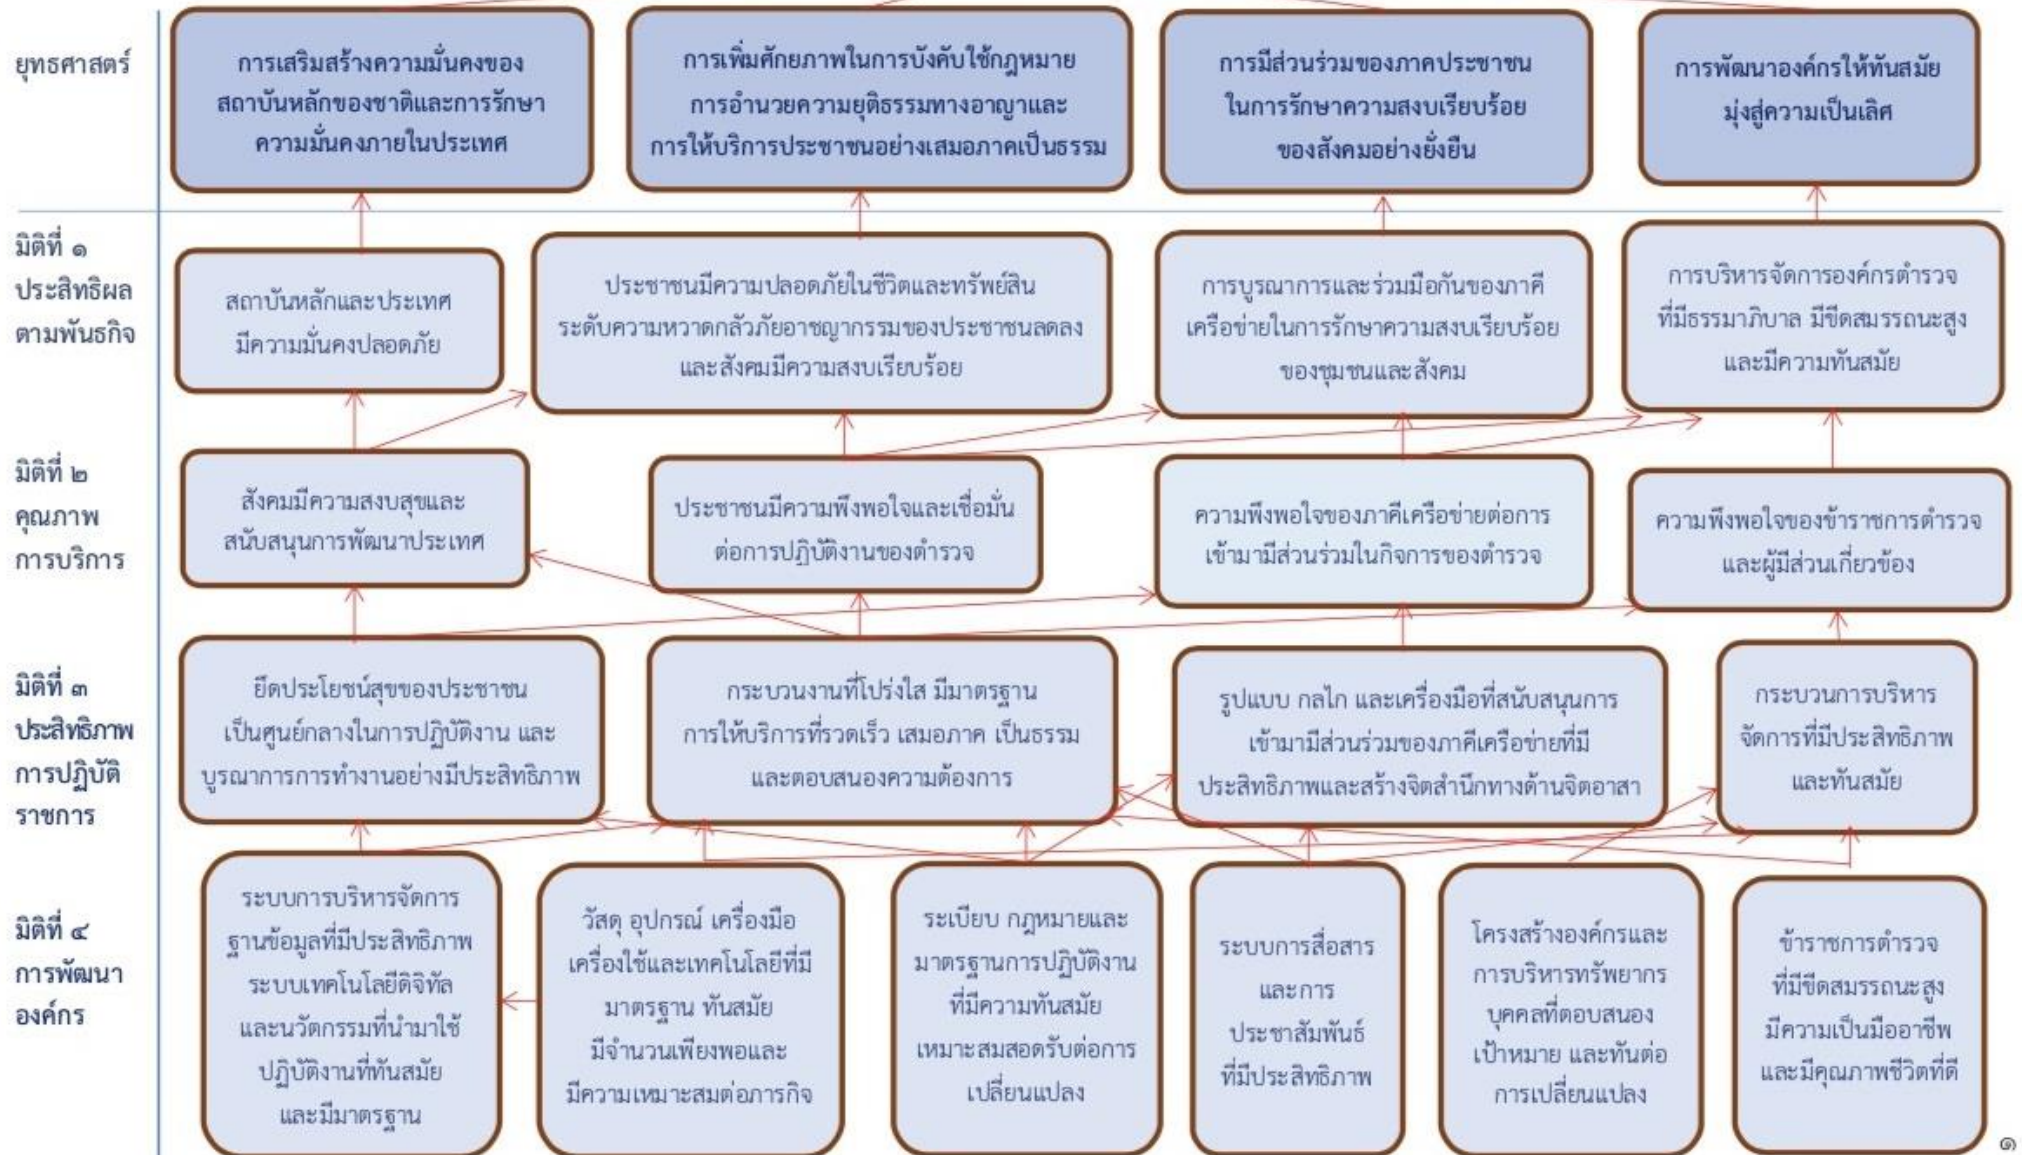 ยุทธศาสตร์
การเสริมสร้างความมั่นคงของ
สถาบันหลักของชาติและการรักษา
ความมั่นคงภายในประเทศ
การเพิ่มศักยภาพในการบังคับใช้กฎหมาย
การอำนวยความยุติธรรมทางอาญาและ
การให้บริการประชาชนอย่างเสมอภาคเป็นธรรม
การมีส่วนร่วมของภาคประชาชน
ในการรักษาความสงบเรียบร้อย
ของสังคมอย่างยั่งยืน
การพัฒนาองค์กรให้ทันสมัย
มุ่งสู่ความเป็นเลิศ
มิติที่ ๑
ประสิทธิผล
ตามพันธกิจ
สถาบันหลักและประเทศ
มีความมั่นคงปลอดภัย
ประชาชนมีความปลอดภัยในชีวิตและทรัพย์สิน
ระดับความหวาดกลัวภัยอาชญากรรมของประชาชนลดลง
และสังคมมีความสงบเรียบร้อย
การบูรณาการและร่วมมือกันของภาคี
เครือข่ายในการรักษาความสงบเรียบร้อย
ของชุมชนและสังคม
การบริหารจัดการองค์กรตำรวจ
ที่มีธรรมาภิบาล มีขีดสมรรถนะสูง
และมีความทันสมัย
มิติที่ ๒
คุณภาพ
การบริการ
สังคมมีความสงบสุขและ
สนับสนุนการพัฒนาประเทศ
ประชาชนมีความพึงพอใจและเชื่อมั่น
ต่อการปฏิบัติงานของตำรวจ
ความพึงพอใจของภาคีเครือข่ายต่อการ
เข้ามามีส่วนร่วมในกิจการของตำรวจ
ความพึงพอใจของข้าราชการตำรวจ
และผู้มีส่วนเกี่ยวข้อง
มิติที่ ๓
ประสิทธิภาพ
การปฏิบัติ
ราชการ
ยึดประโยชน์สุขของประชาชน
เป็นศูนย์กลางในการปฏิบัติงาน และ
บูรณาการการทำงานอย่างมีประสิทธิภาพ
กระบวนงานที่โปร่งใส มีมาตรฐาน
การให้บริการที่รวดเร็ว เสมอภาค เป็นธรรม
และตอบสนองความต้องการ
รูปแบบ กลไก และเครื่องมือที่สนับสนุนการ
เข้ามามีส่วนร่วมของภาคีเครือข่ายที่มี
ประสิทธิภาพและสร้างจิตสำนึกทางด้านจิตอาสา
กระบวนการบริหาร
จัดการที่มีประสิทธิภาพ
และทันสมัย
มิติที่ ๔
การพัฒนา
องค์กร
ระบบการบริหารจัดการ
ฐานข้อมูลที่มีประสิทธิภาพ
ระบบเทคโนโลยีดิจิทัล
และนวัตกรรมที่นำมาใช้
ปฏิบัติงานที่ทันสมัย
และมีมาตรฐาน
วัสดุ อุปกรณ์ เครื่องมือ
เครื่องใช้และเทคโนโลยีที่มี
มาตรฐาน ทันสมัย
มีจำนวนเพียงพอและ
มีความเหมาะสมต่อภารกิจ
ระเบียบ กฎหมายและ
มาตรฐานการปฏิบัติงาน
ที่มีความทันสมัย
เหมาะสมสอดรับต่อการ
เปลี่ยนแปลง
ระบบการสื่อสาร
และการ
ประชาสัมพันธ์
ที่มีประสิทธิภาพ
โครงสร้างองค์กรและ
การบริหารทรัพยากร
บุคคลที่ตอบสนอง
เป้าหมาย และทันต่อ
การเปลี่ยนแปลง
ข้าราชการตำรวจ
ที่มีขีดสมรรถนะสูง
มีความเป็นมืออาชีพ
และมีคุณภาพชีวิตที่ดี
๑